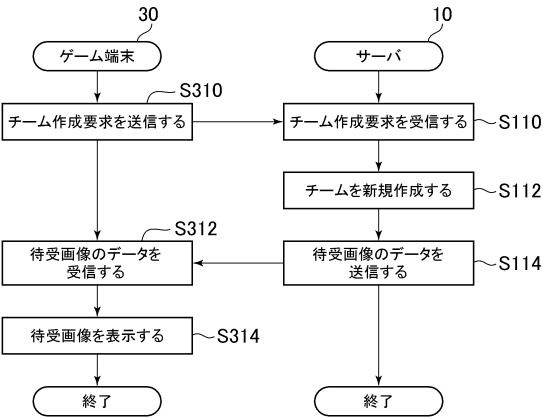 30
10
ゲーム端末
サーバ
S310
チーム作成要求を送信する
チーム作成要求を受信する
S110
チームを新規作成する
S112
S312
待受画像のデータを
受信する
待受画像のデータを
送信する
S114
待受画像を表示する
S314
終了
終了